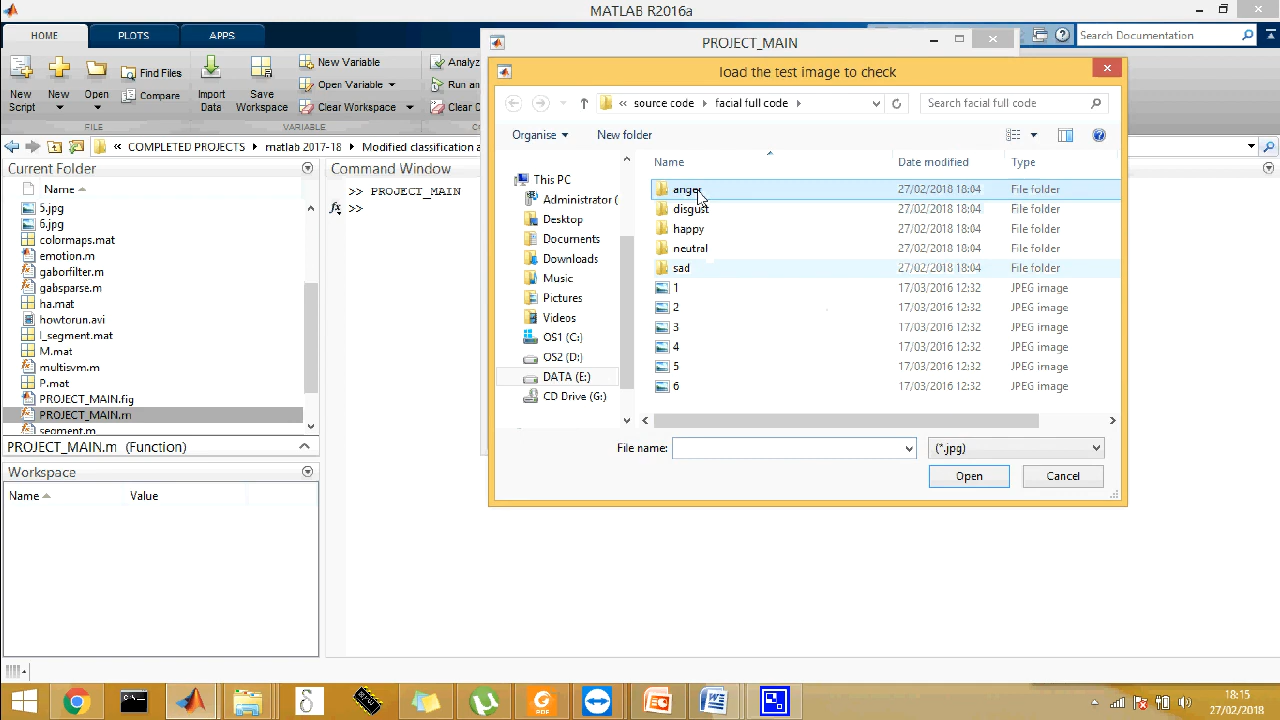 MATLAB R2016a
HOME PLOTS APPS
Search Documentation
PROJECT_MAIN
load the test image to check
New Script
New
Open
Find Files
Compare
Import Data
Save Workspace
New Variable
Open Variable
Clear Workspace
Analyz
Run an
Clear C
FILE
VARIABLE
« COMPLETED PROJECTS matlab 2017-18 Modified classification a
« source code facial full code
Search facial full code
Organise New folder
Current Folder
Name
5.jpg
6.jpg
colormaps.mat
emotion.m
gaborfilter.m
gabsparse.m
ha.mat
howtorun.avi
I_segment.mat
M.mat
multisvm.m
P.mat
PROJECT_MAIN.fig
PROJECT_MAIN.m
segment.m
PROJECT_MAIN.m (Function)
Workspace
Name Value
Command Window
>> PROJECT_MAIN
fx >>
This PC
Administrator (
Desktop
Documents
Downloads
Music
Pictures
Videos
OS1 (C:)
OS2 (D:)
DATA (E:)
CD Drive (G:)
Name Date modified Type
anger 27/02/2018 18:04 File folder
disgust 27/02/2018 18:04 File folder
happy 27/02/2018 18:04 File folder
neutral 27/02/2018 18:04 File folder
sad 27/02/2018 18:04 File folder
1 17/03/2016 12:32 JPEG image
2 17/03/2016 12:32 JPEG image
3 17/03/2016 12:32 JPEG image
4 17/03/2016 12:32 JPEG image
5 17/03/2016 12:32 JPEG image
6 17/03/2016 12:32 JPEG image
File name: (*.jpg)
Open Cancel
PDF
18:15
27/02/2018